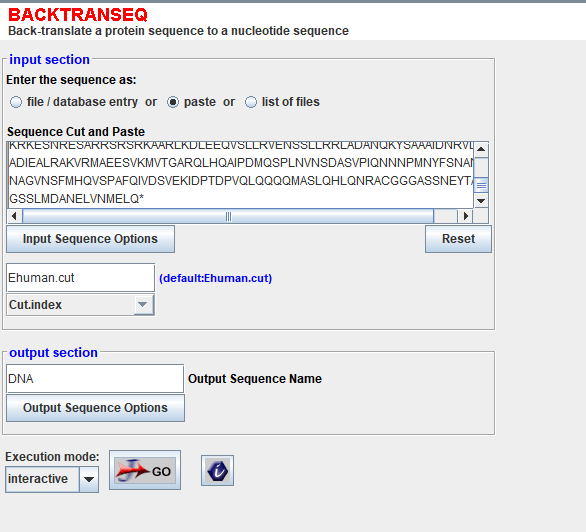 BACKTRANSEQ
Back-translate a protein sequence to a nucleotide sequence
input section
Enter the sequence as:
file / database entry or paste or list of files
Sequence Cut and Paste
KRKESNRESARRSRSRKAARLKDLEEQVSLLRVENSSLLRRLADANQKYSAAAIDNRVL
ADIEALRAKVRMAEESVKMVTGARQLHQAIPDMQSPLNVNSDASVPIQNNNPMNYFSNAN
NAGVNSFMHQVSPAFQIVDSVEKIDPTDPVQLQQQQMASLQHLQNRACGGGASSNEYTA
GSSLMDANELVNMELQ*
Input Sequence Options Reset
Ehuman.cut (default:Ehuman.cut)
Cut.index
output section
DNA Output Sequence Name
Output Sequence Options
Execution mode:
interactive GO i